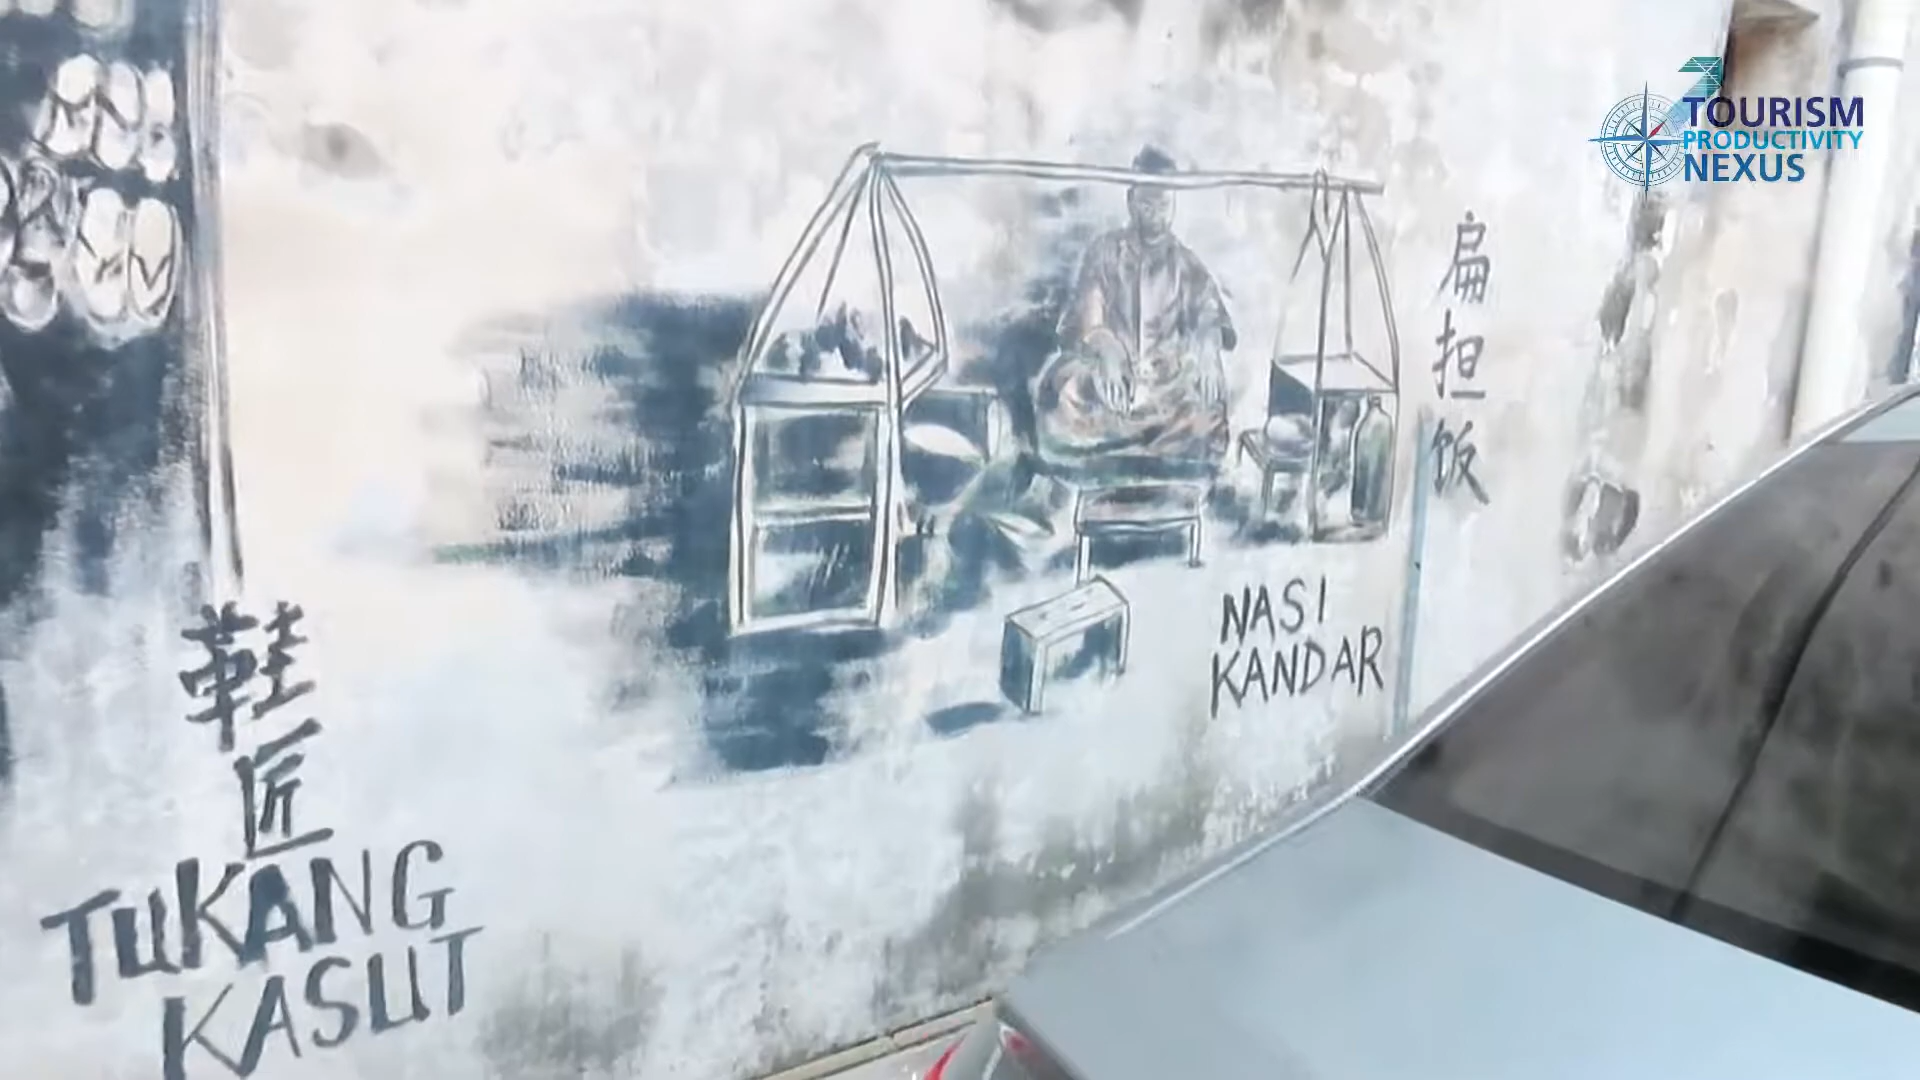 TOURISM
PRODUCTIVITY
NEXUS
扁担饭
NASI
KANDAR
鞋匠
TUKANG
KASUT